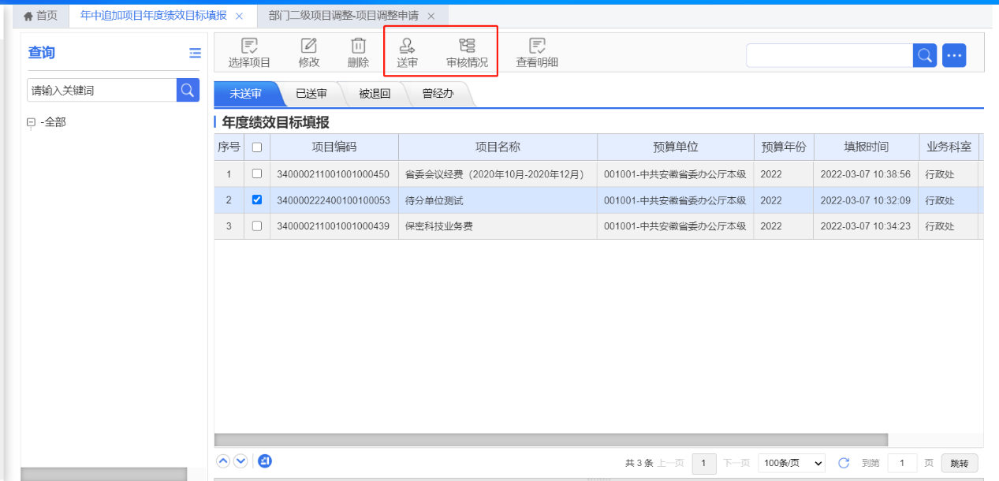 首页 年中追加项目年度绩效目标填报 × 部门二级项目调整-项目调整申请 ×
查询
请输入关键词
-全部
选择项目 修改 删除 送审 审核情况 查看明细
未送审 已送审 被退回 曾经办
年度绩效目标填报
序号 项目编码 项目名称 预算单位 预算年份 填报时间 业务科室
1 340000211001001000450 省委会议经费（2020年10月-2020年12月） 001001-中共安徽省委办公厅本级 2022 2022-03-07 10:38:56 行政处
2 340000222400100100053 待分单位测试 001001-中共安徽省委办公厅本级 2022 2022-03-07 10:32:09 行政处
3 340000211001001000439 保密科技业务费 001001-中共安徽省委办公厅本级 2022 2022-03-07 10:34:23 行政处
共 3 条 上一页 1 下一页 100条/页 到第 1 页 跳转